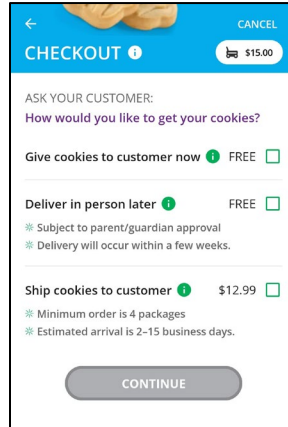 CANCEL
CHECKOUT i
$15.00
ASK YOUR CUSTOMER:
How would you like to get your cookies?
Give cookies to customer now i FREE
Deliver in person later i FREE
Subject to parent/guardian approval
Delivery will occur within a few weeks.
Ship cookies to customer i $12.99
Minimum order is 4 packages
Estimated arrival is 2–15 business days.
CONTINUE